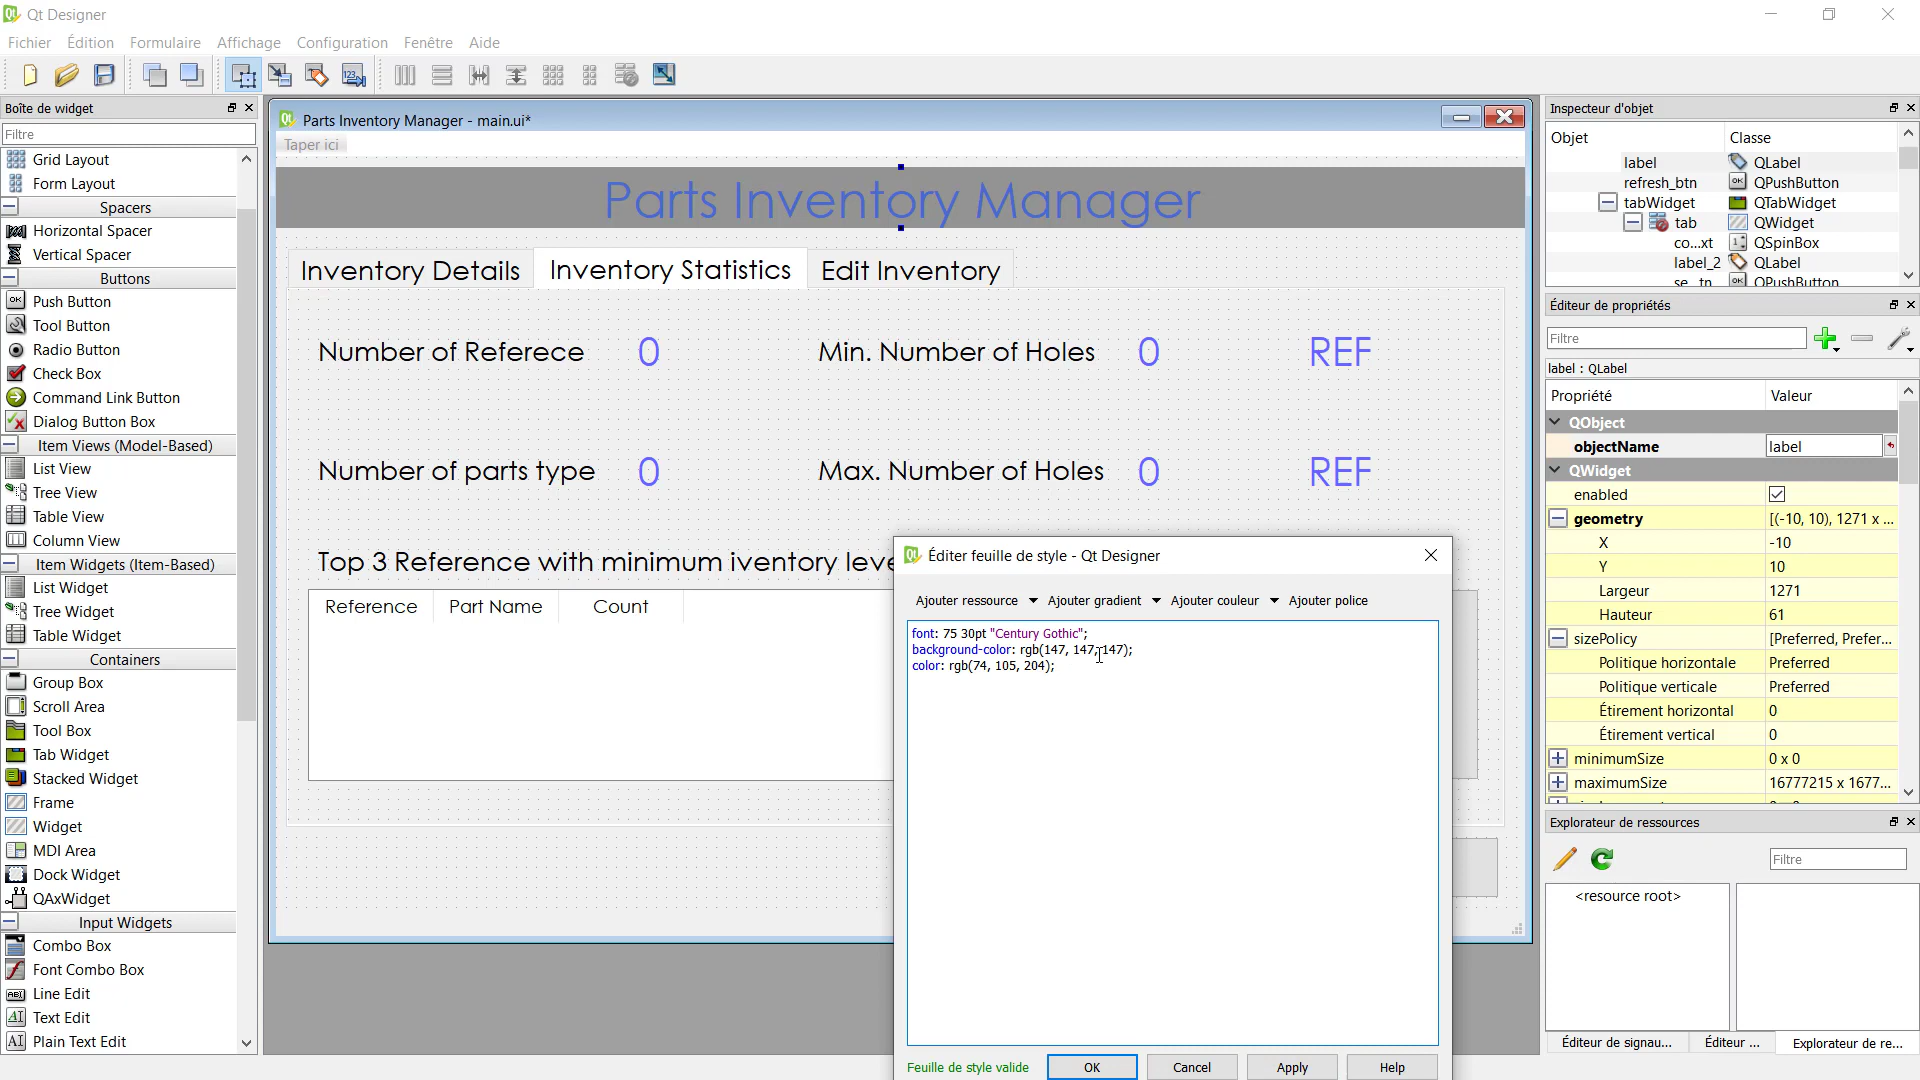 Qt Designer
Fichier Édition Formulaire Affichage Configuration Fenêtre Aide
Boîte de widget
Filtre
Grid Layout
Form Layout
Spacers
Horizontal Spacer
Vertical Spacer
Buttons
Push Button
Tool Button
Radio Button
Check Box
Command Link Button
Dialog Button Box
Item Views (Model-Based)
List View
Tree View
Table View
Column View
Item Widgets (Item-Based)
List Widget
Tree Widget
Table Widget
Containers
Group Box
Scroll Area
Tool Box
Tab Widget
Stacked Widget
Frame
Widget
MDI Area
Dock Widget
QAxWidget
Input Widgets
Combo Box
Font Combo Box
Line Edit
Text Edit
Plain Text Edit
Parts Inventory Manager - main.ui*
Taper ici
Parts Inventory Manager
Inventory Details Inventory Statistics Edit Inventory
Number of Referece 0 Min. Number of Holes 0 REF
Number of parts type 0 Max. Number of Holes 0 REF
Top 3 Reference with minimum iventory leve
Reference Part Name Count
Éditer feuille de style - Qt Designer
Ajouter ressource Ajouter gradient Ajouter couleur Ajouter police
font: 75 30pt "Century Gothic";
background-color: rgb(147, 147, 147);
color: rgb(74, 105, 204);
Feuille de style valide OK Cancel Apply Help
Inspecteur d'objet
Objet Classe
label QLabel
refresh_btn QPushButton
tabWidget QTabWidget
tab QWidget
co...xt QSpinBox
label_2 QLabel
se...tn QPushButton
Éditeur de propriétés
Filtre
label : QLabel
Propriété Valeur
QObject
objectName label
QWidget
enabled
geometry [(-10, 10), 1271 x ...
X -10
Y 10
Largeur 1271
Hauteur 61
sizePolicy [Preferred, Prefer...
Politique horizontale Preferred
Politique verticale Preferred
Étirement horizontal 0
Étirement vertical 0
minimumSize 0 x 0
maximumSize 16777215 x 1677...
Explorateur de ressources
Filtre
<resource root>
Éditeur de signau... Éditeur ... Explorateur de re...